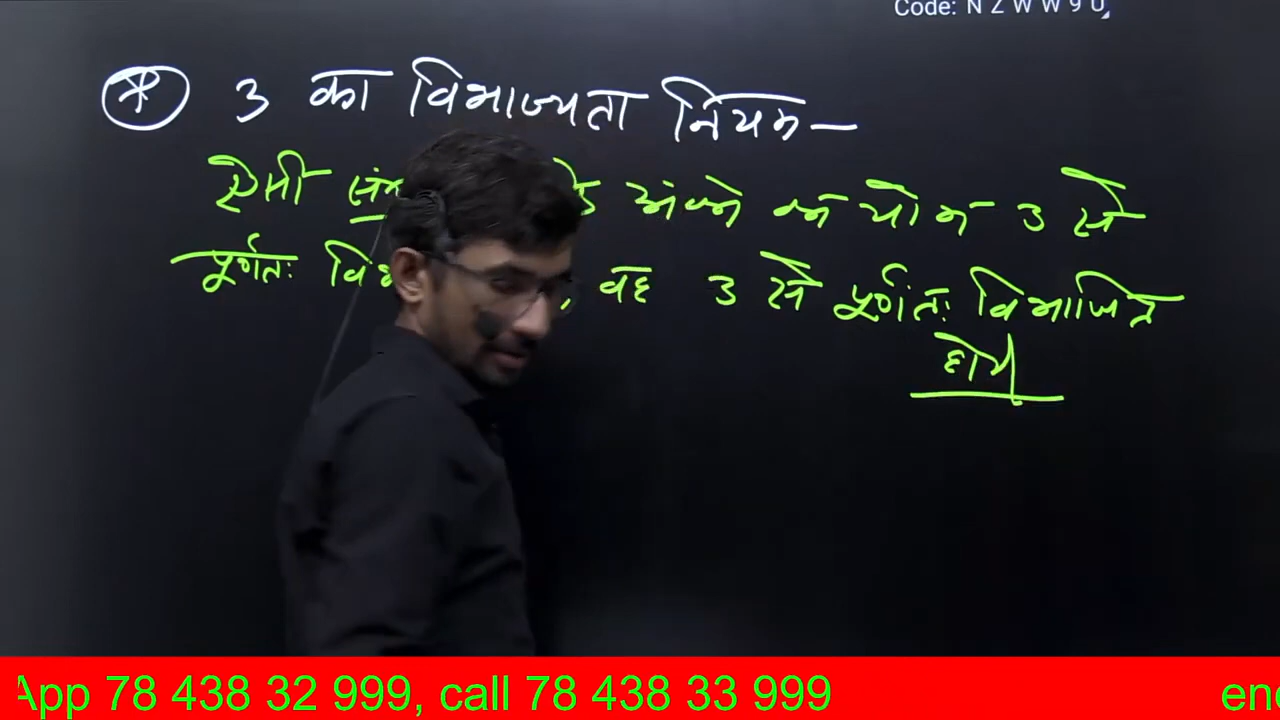 Code: N Z W W 9 U
* 3 का विभाज्यता नियम —
ऐसी के अंको का योग 3 से
पूर्णतः , वह 3 से पूर्णतः विभाजित
होगी
App 78 438 32 999, call 78 438 33 999